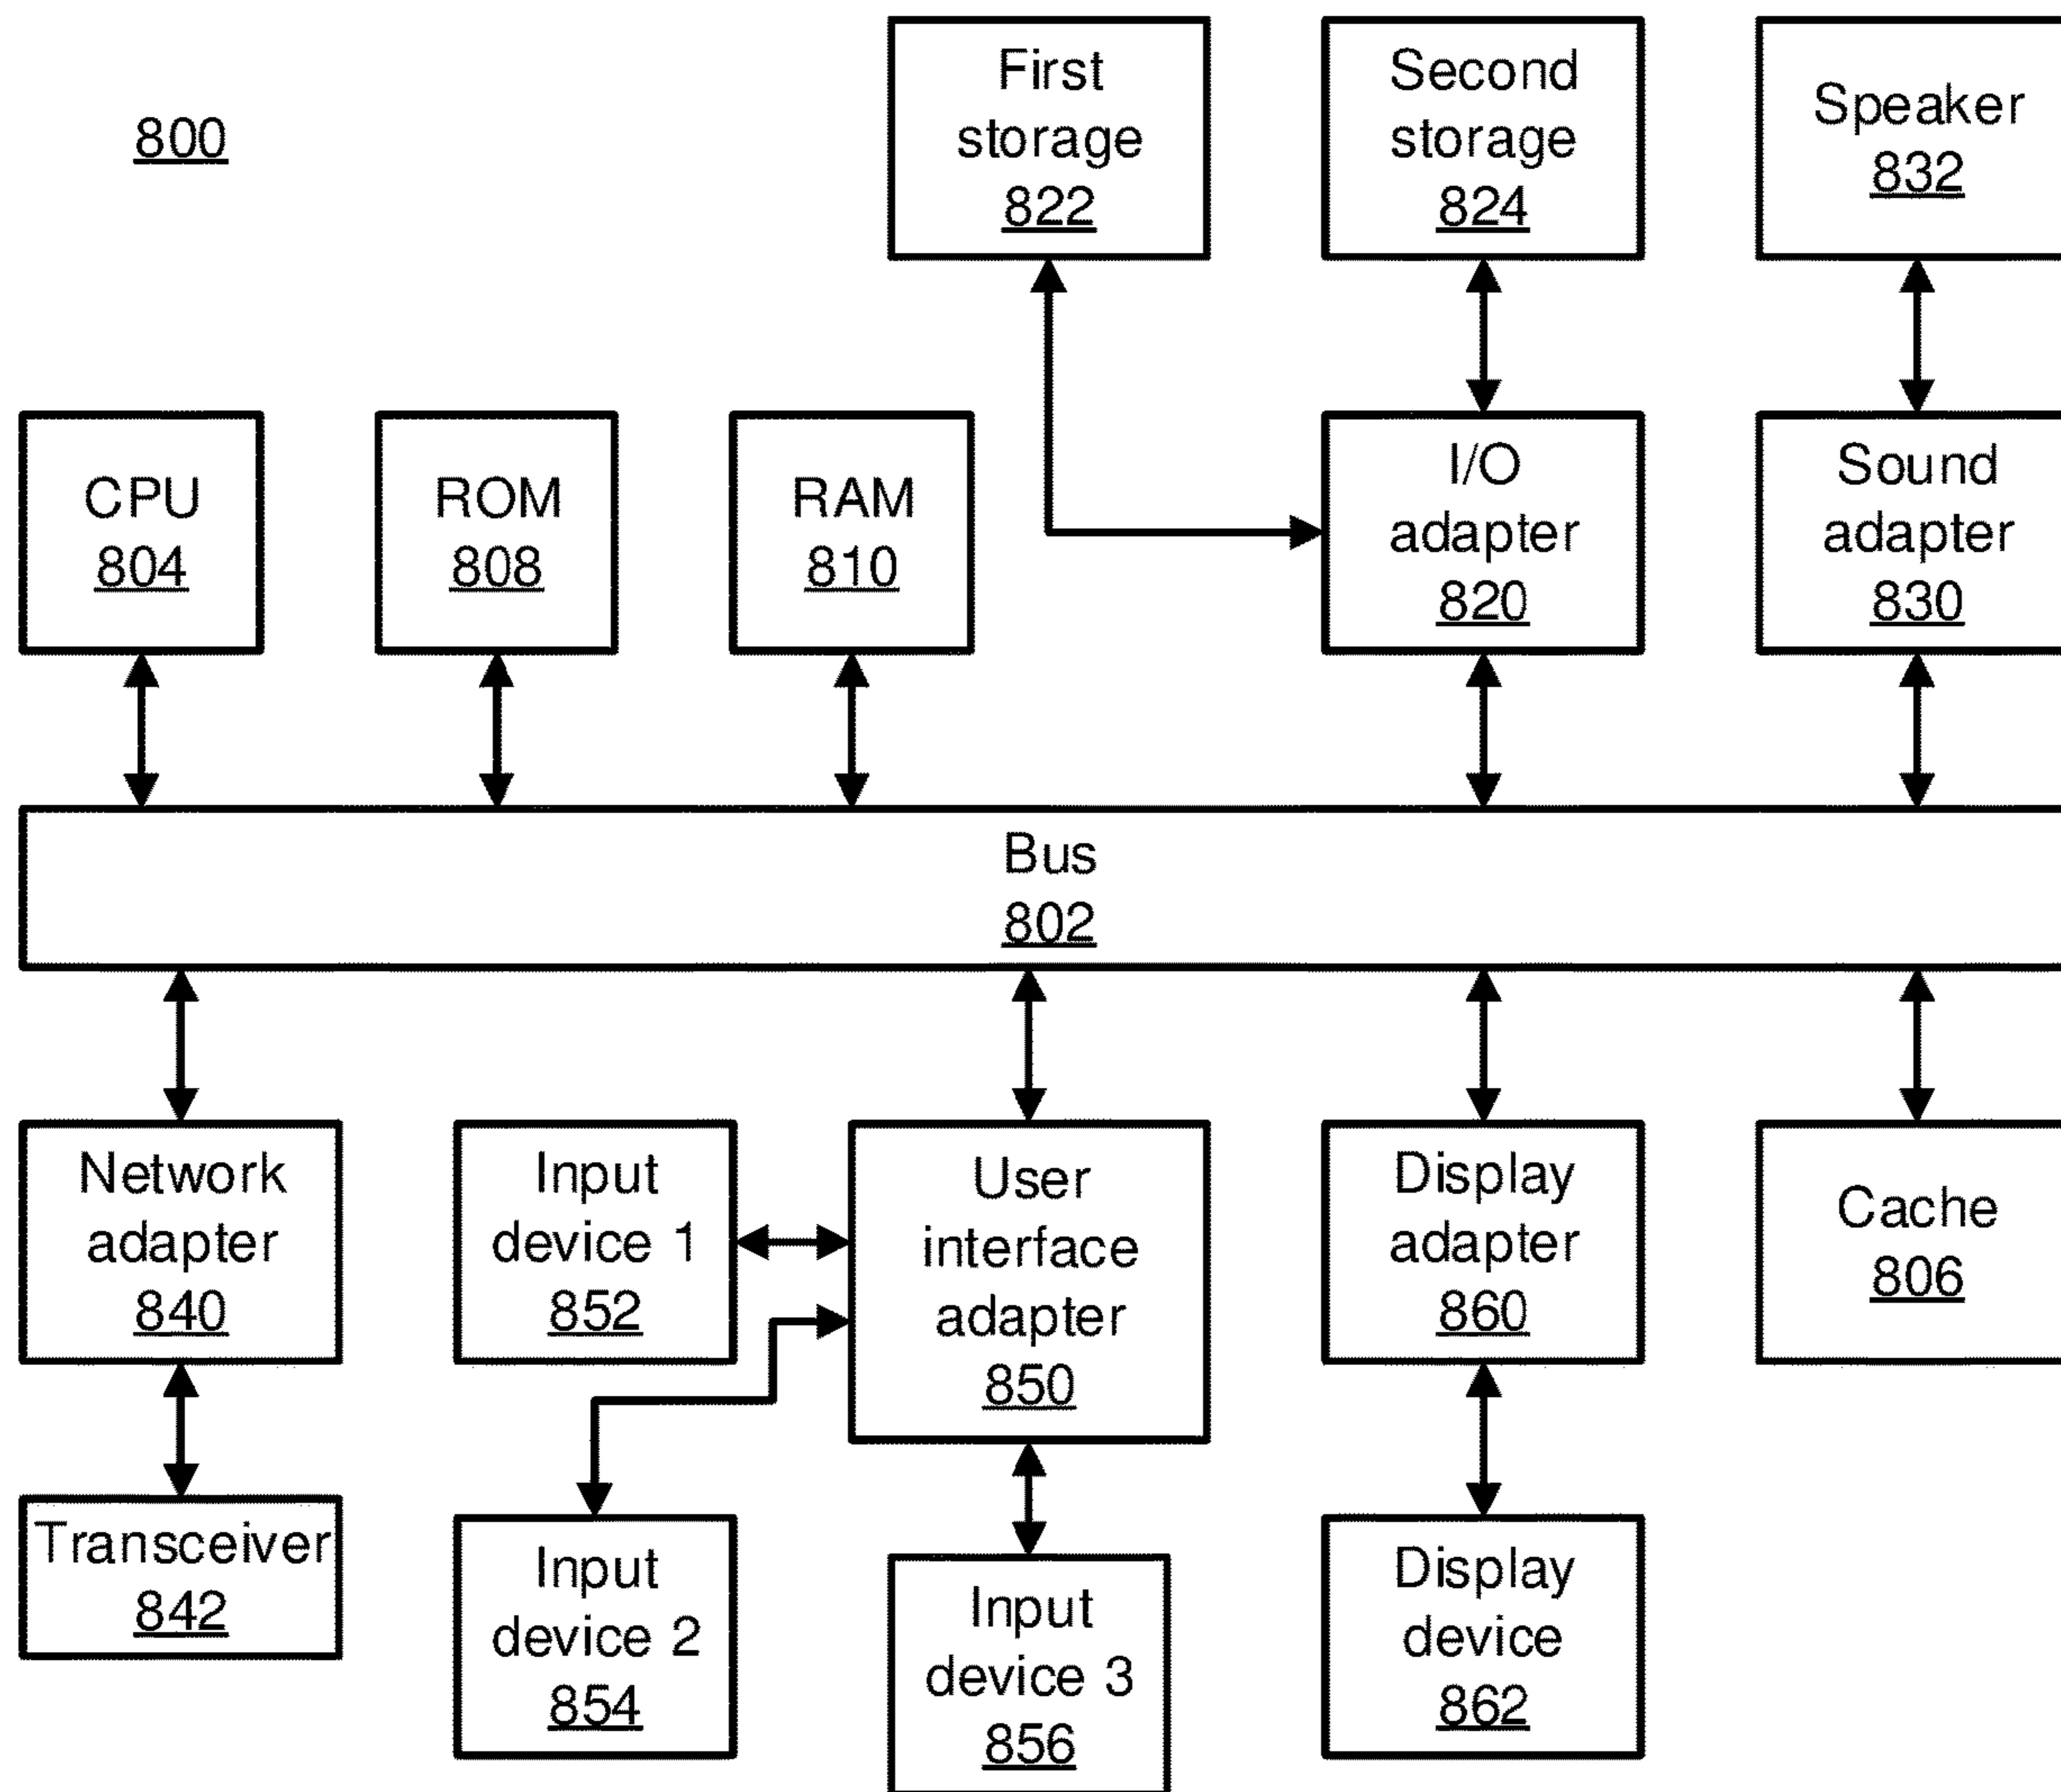 800
First
storage
822
Second
storage
824
Speaker
832
CPU
804
ROM
808
RAM
810
I/O
adapter
820
Sound
adapter
830
Bus
802
Network
adapter
840
Input
device 1
852
User
interface
adapter
850
Display
adapter
860
Cache
806
Transceiver
842
Input
device 2
854
Input
device 3
856
Display
device
862